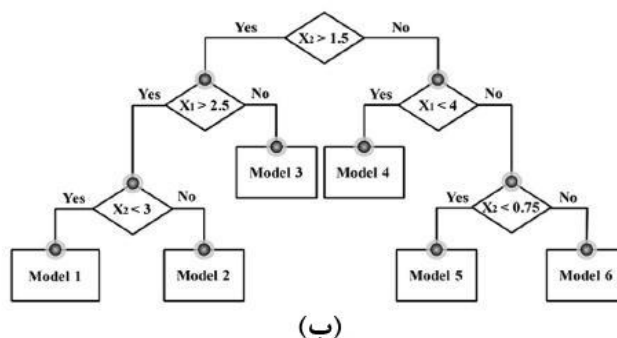 Yes X₂ > 1.5 No
Yes X₁ > 2.5 No Yes X₁ < 4 No
Model 3 Model 4
Yes X₂ < 3 No Yes X₂ < 0.75 No
Model 1 Model 2 Model 5 Model 6
(ب)